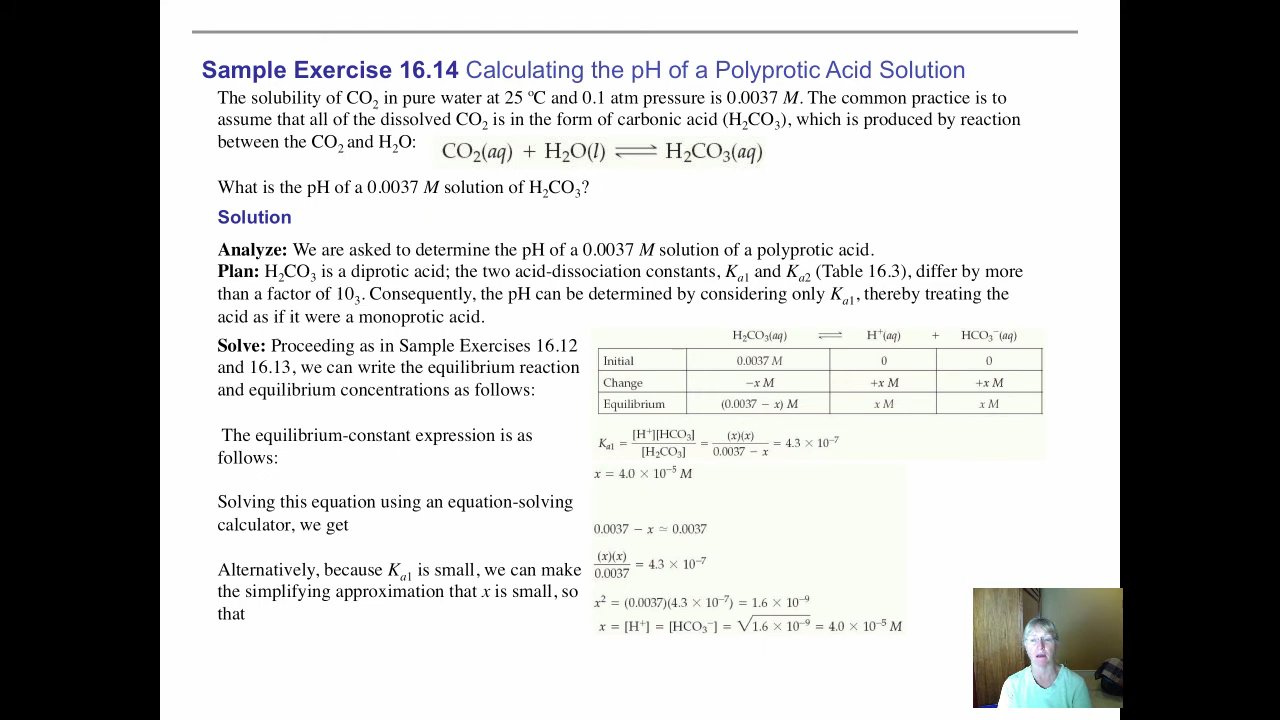 Sample Exercise 16.14 Calculating the pH of a Polyprotic Acid Solution
The solubility of CO₂ in pure water at 25 ºC and 0.1 atm pressure is 0.0037 M. The common practice is to
assume that all of the dissolved CO₂ is in the form of carbonic acid (H₂CO₃), which is produced by reaction
between the CO₂ and H₂O:
CO₂(aq) + H₂O(l) ⇌ H₂CO₃(aq)
What is the pH of a 0.0037 M solution of H₂CO₃?
Solution
Analyze: We are asked to determine the pH of a 0.0037 M solution of a polyprotic acid.
Plan: H₂CO₃ is a diprotic acid; the two acid-dissociation constants, Ka1 and Ka2 (Table 16.3), differ by more
than a factor of 10₃. Consequently, the pH can be determined by considering only Ka1, thereby treating the
acid as if it were a monoprotic acid.
Solve: Proceeding as in Sample Exercises 16.12
and 16.13, we can write the equilibrium reaction
and equilibrium concentrations as follows:
The equilibrium-constant expression is as
follows:
Solving this equation using an equation-solving
calculator, we get
Alternatively, because Ka1 is small, we can make
the simplifying approximation that x is small, so
that
H₂CO₃(aq) ⇌ H⁺(aq) + HCO₃⁻(aq)
Initial 0.0037 M 0 0
Change −x M +x M +x M
Equilibrium (0.0037 − x) M x M x M
Ka1 = [H⁺][HCO₃⁻]/[H₂CO₃] = (x)(x)/(0.0037 − x) = 4.3 × 10⁻⁷
x = 4.0 × 10⁻⁵ M
0.0037 − x ≃ 0.0037
(x)(x)/0.0037 = 4.3 × 10⁻⁷
x² = (0.0037)(4.3 × 10⁻⁷) = 1.6 × 10⁻⁹
x = [H⁺] = [HCO₃⁻] = √1.6 × 10⁻⁹ = 4.0 × 10⁻⁵ M